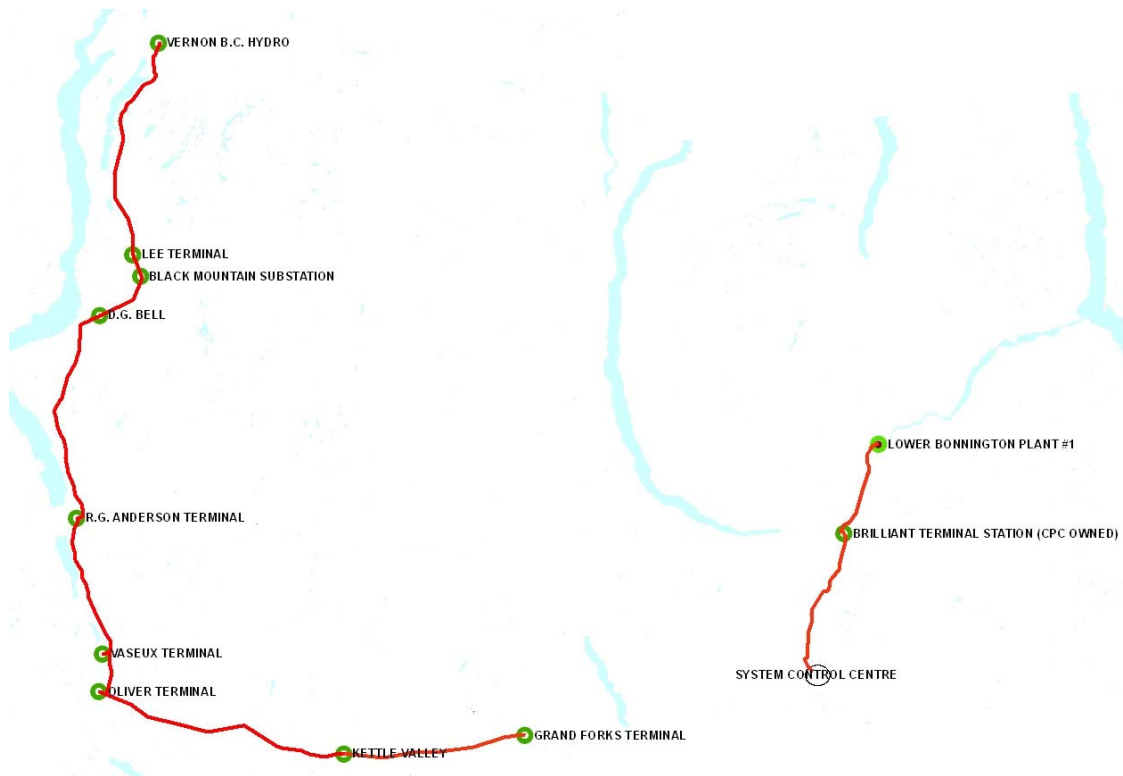 VERNON B.C. HYDRO
LEE TERMINAL
BLACK MOUNTAIN SUBSTATION
D.G. BELL
LOWER BONNINGTON PLANT #1
R.G. ANDERSON TERMINAL
BRILLIANT TERMINAL STATION (CPC OWNED)
VASEUX TERMINAL
SYSTEM CONTROL CENTRE
OLIVER TERMINAL
GRAND FORKS TERMINAL
KETTLE VALLEY